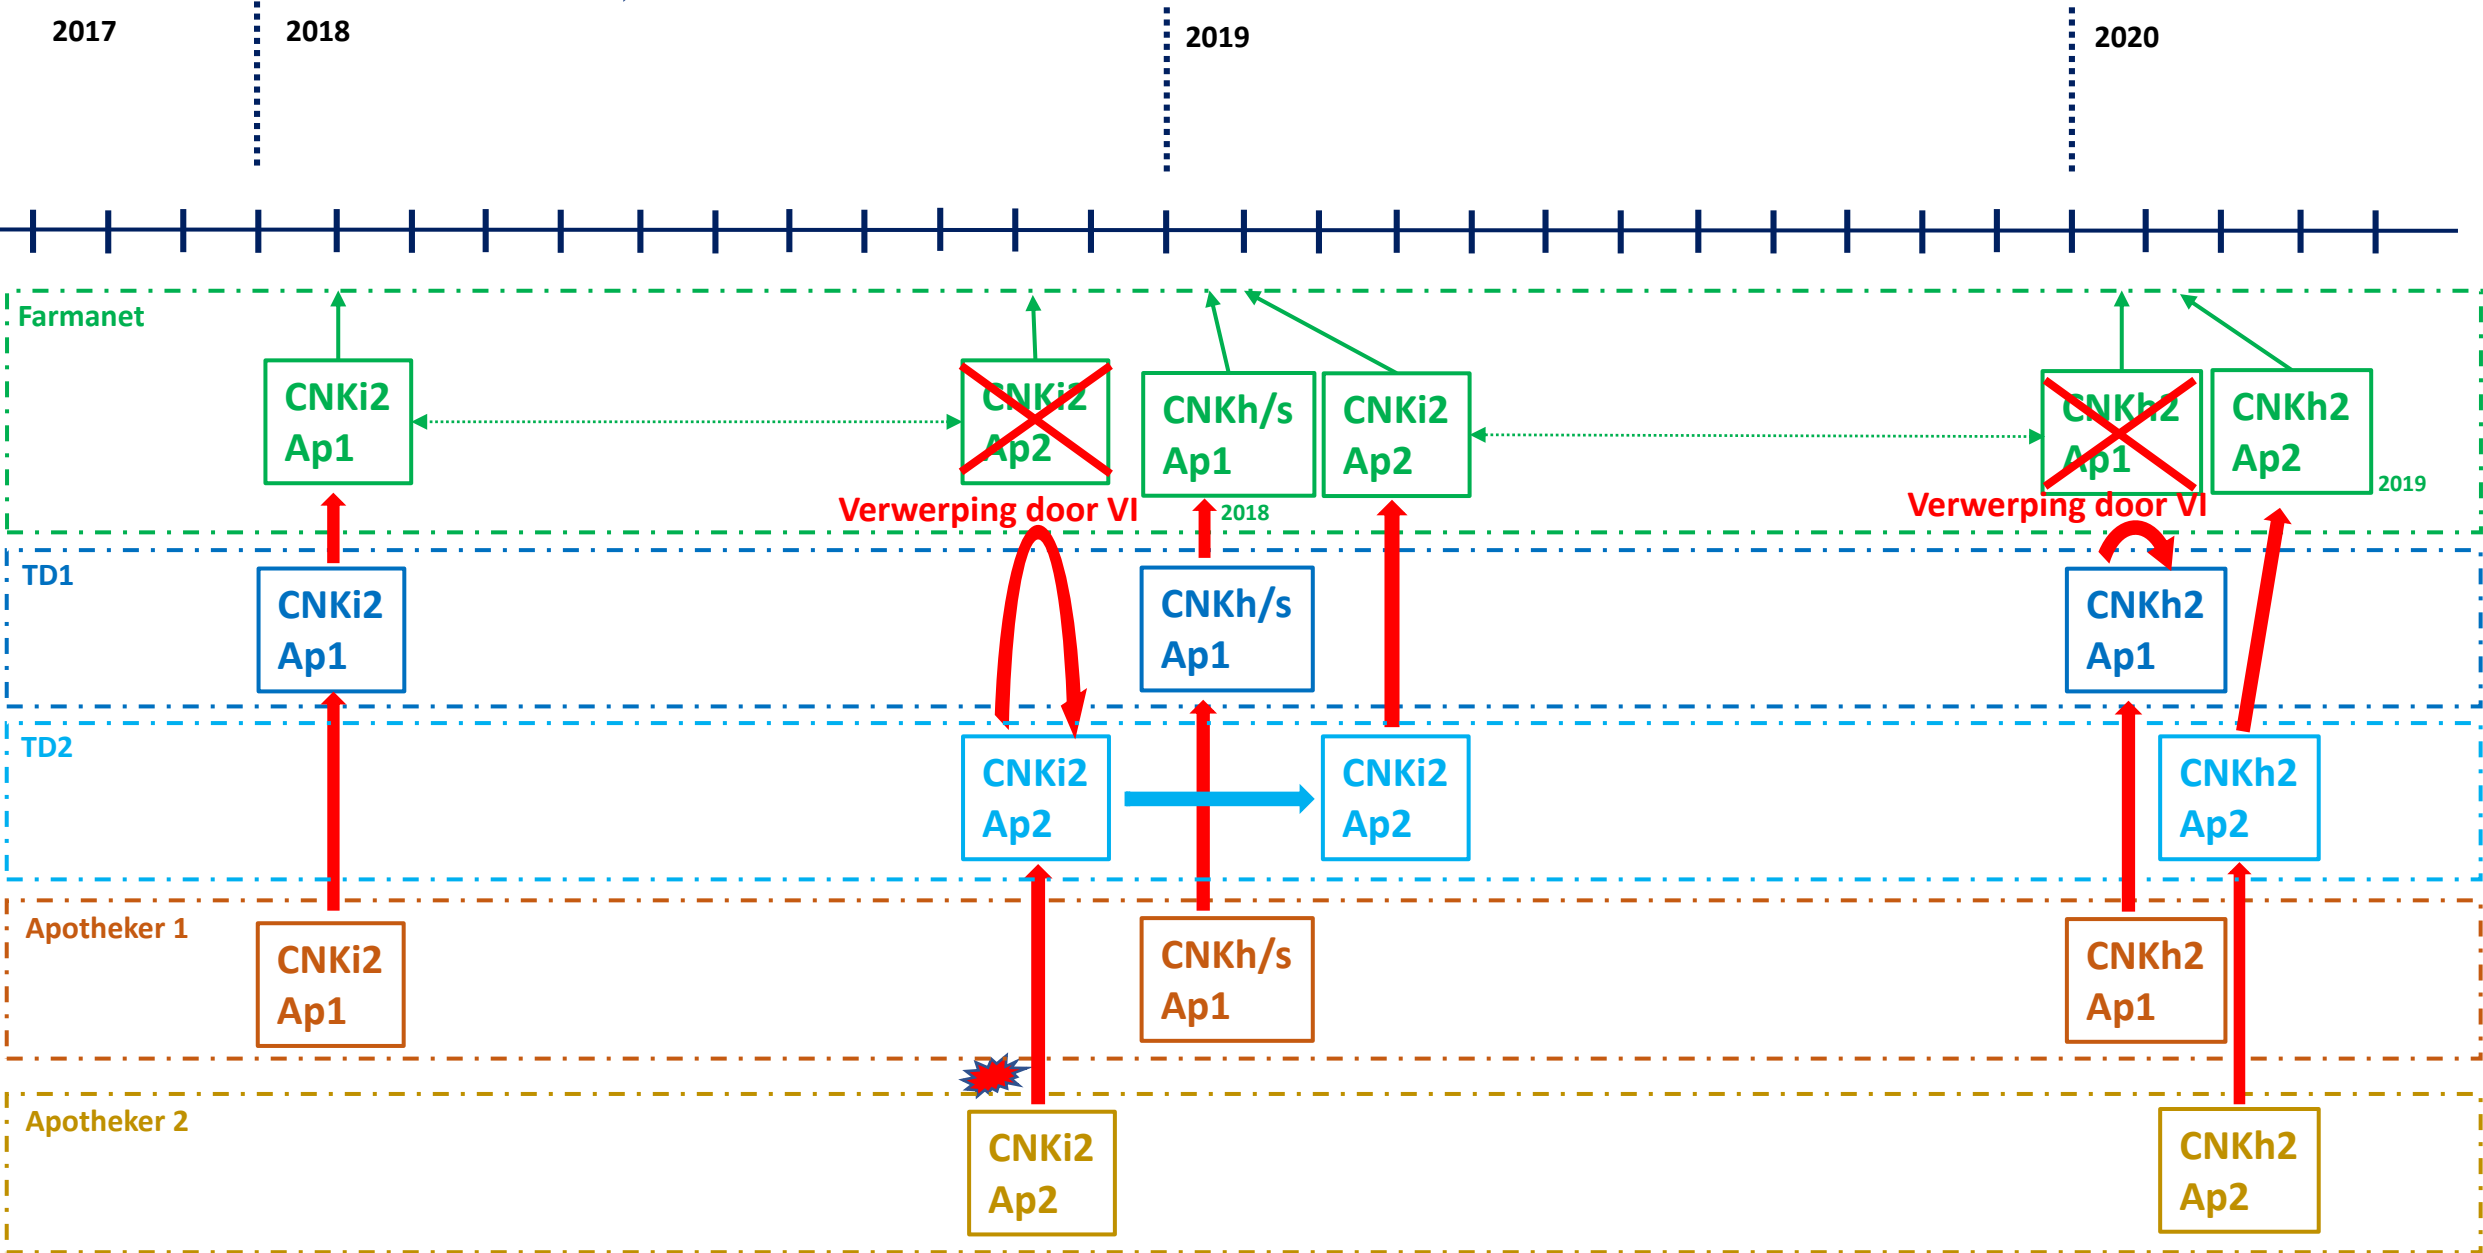 2017
2018
2019
2020
Farmanet
CNKi2
Ap1
CNKi2
Ap2
CNKh/s
Ap1
CNKi2
Ap2
CNKh2
Ap1
CNKh2
Ap2
2019
Verwerping door VI
2018
Verwerping door VI
TD1
CNKi2
Ap1
CNKh/s
Ap1
CNKh2
Ap1
TD2
CNKi2
Ap2
CNKi2
Ap2
CNKh2
Ap2
Apotheker 1
CNKi2
Ap1
CNKh/s
Ap1
CNKh2
Ap1
Apotheker 2
CNKi2
Ap2
CNKh2
Ap2